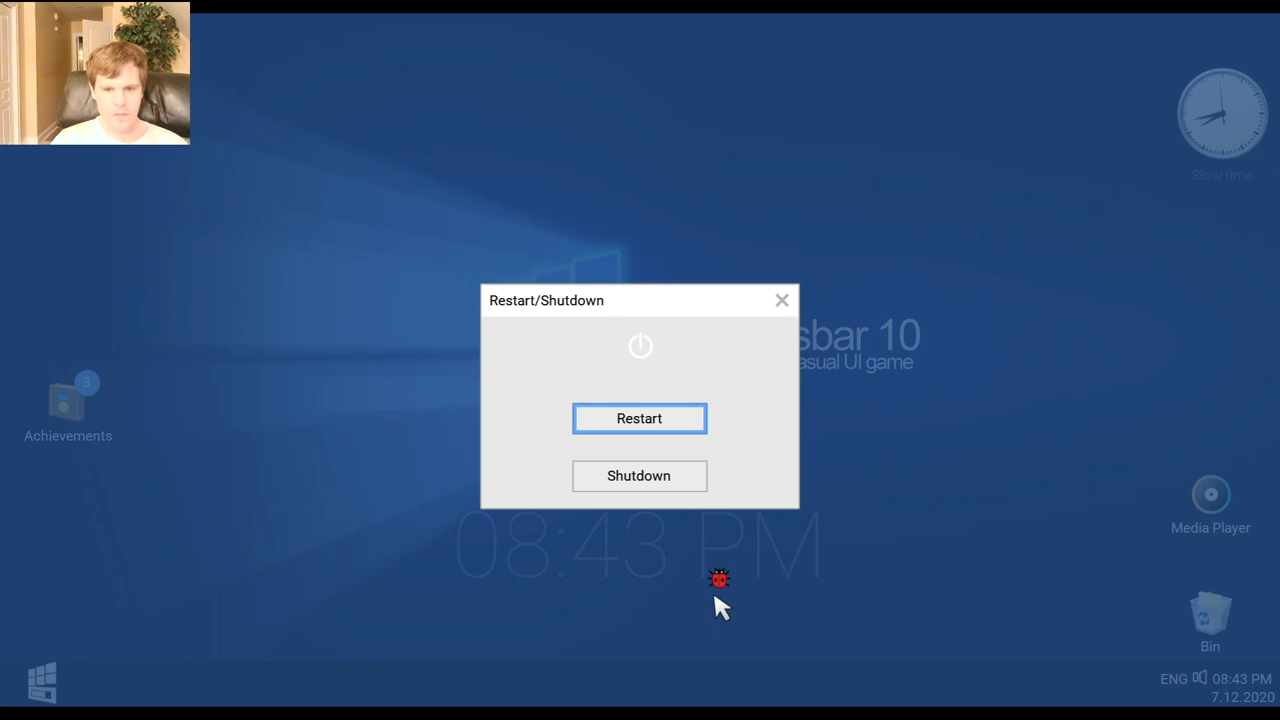 Slow time
Restart/Shutdown
sbar 10
asual UI game
3
Achievements
Restart
Shutdown
Media Player
08:43 PM
Bin
ENG 08:43 PM
7.12.2020